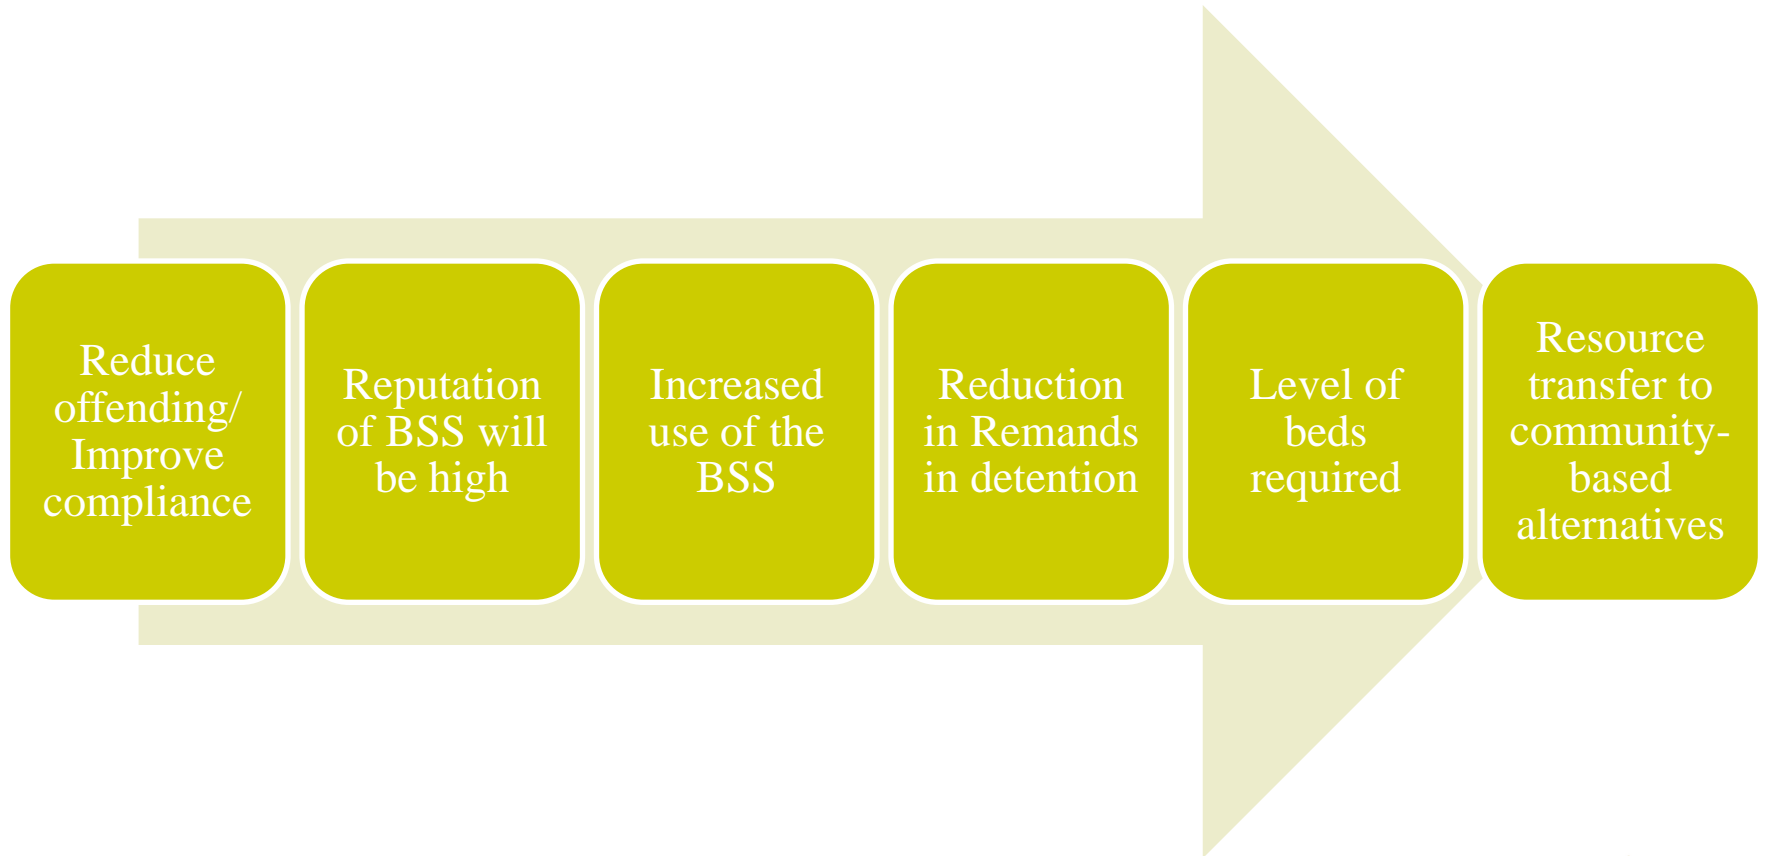 Reduce
offending/
Improve
compliance
Reputation
of BSS will
be high
Increased
use of the
BSS
Reduction
in Remands
in detention
Level of
beds
required
Resource
transfer to
community-
based
alternatives